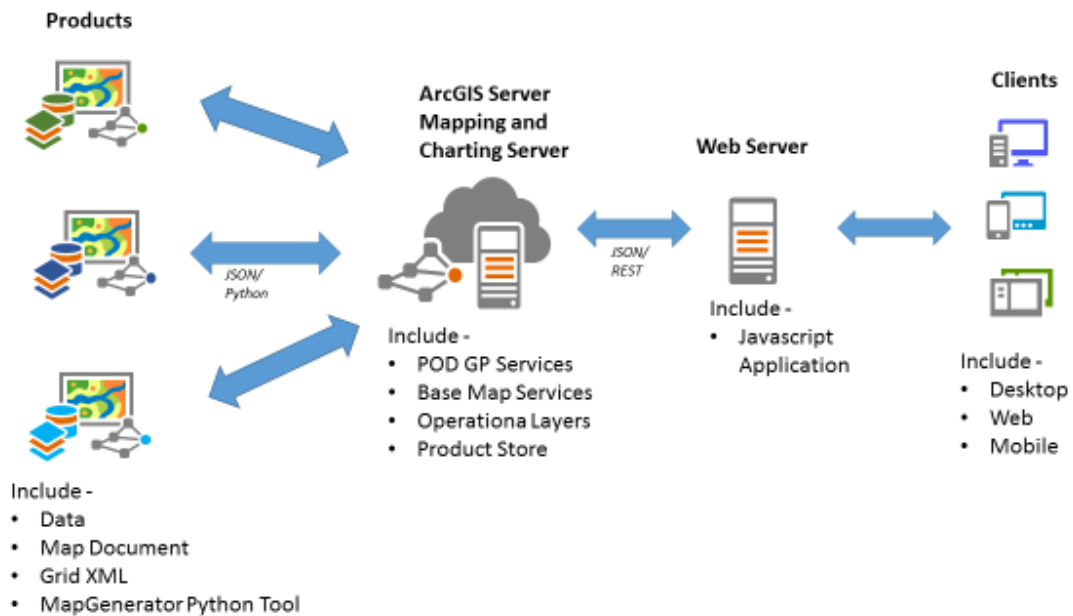 Products
ArcGIS Server
Mapping and
Charting Server
Web Server
Clients
JSON/
Python
JSON/
REST
Include -
• POD GP Services
• Base Map Services
• Operationa Layers
• Product Store
Include -
• Javascript
Application
Include -
• Desktop
• Web
• Mobile
Include -
• Data
• Map Document
• Grid XML
• MapGenerator Python Tool